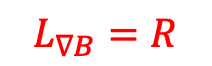 L∇B = R